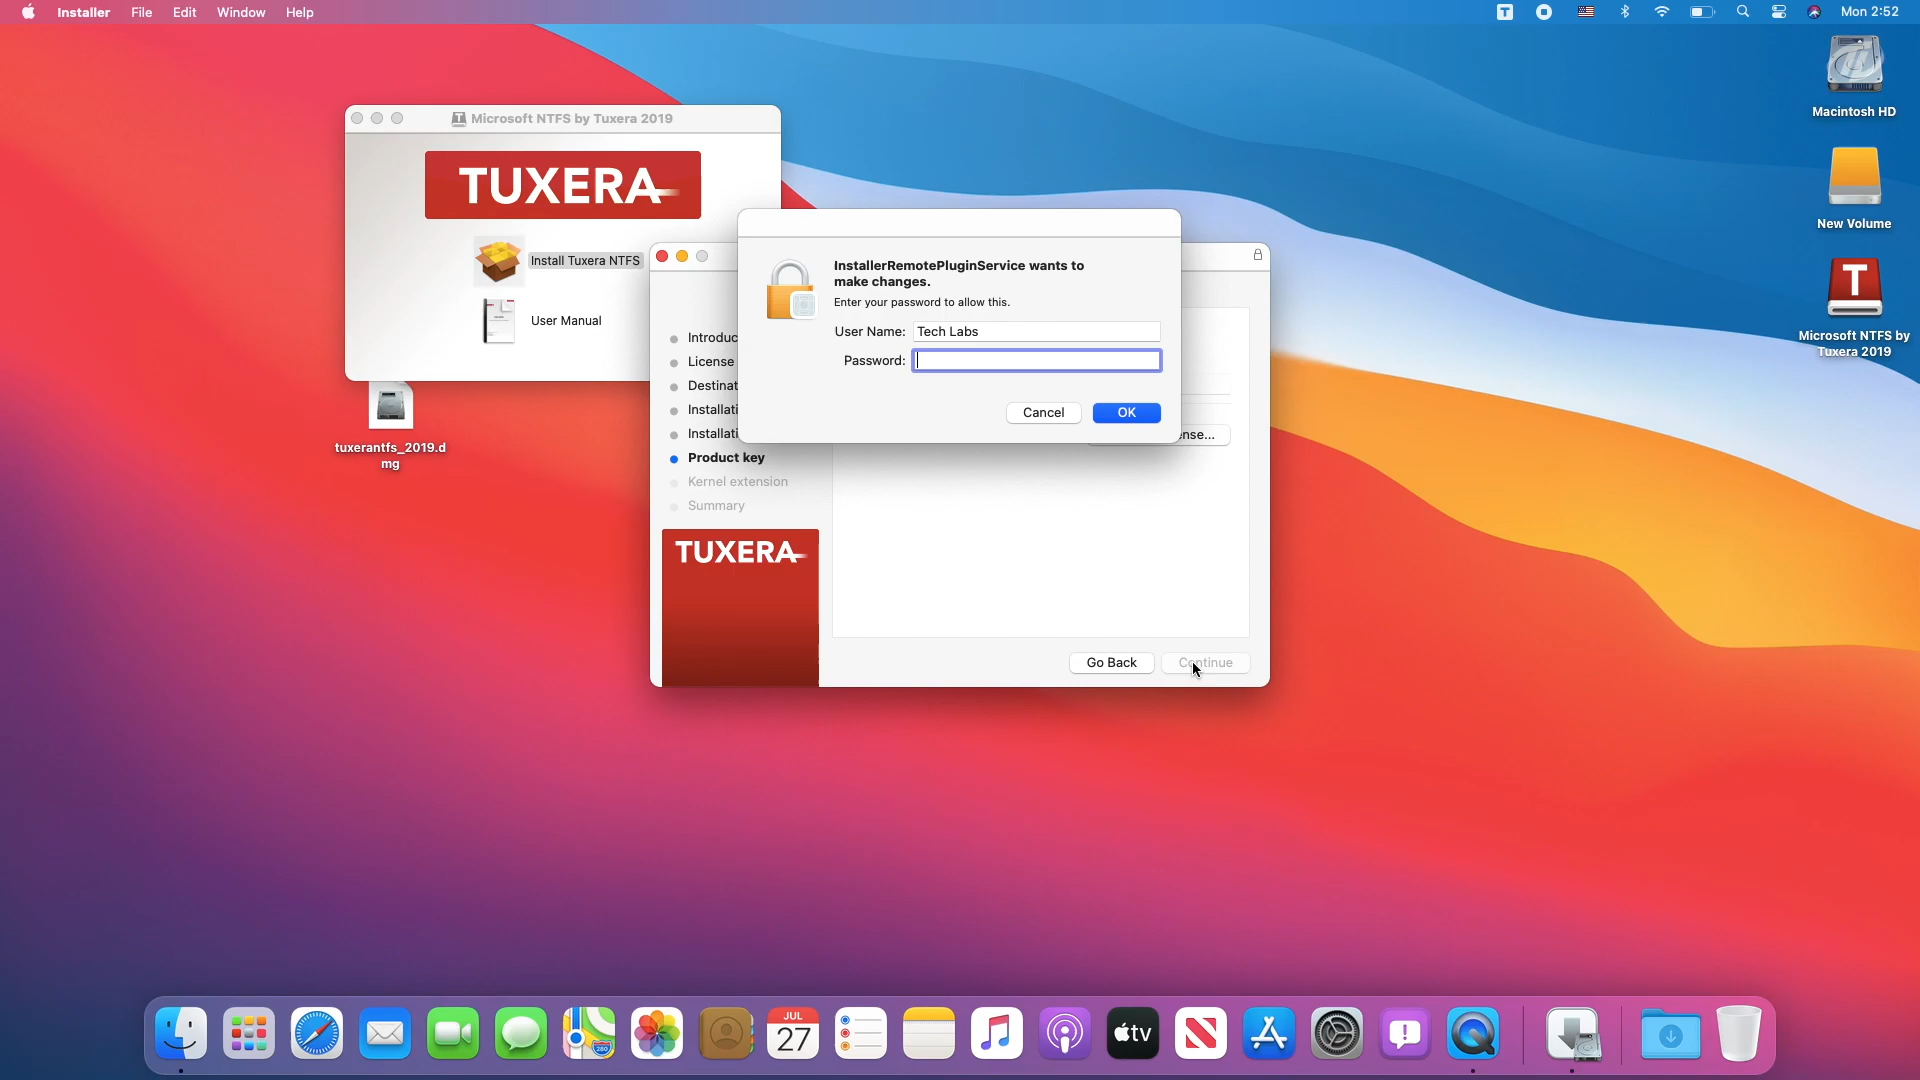 Installer File Edit Window Help
T
Mon 2:52
Macintosh HD
New Volume
T
Microsoft NTFS by
Tuxera 2019
Microsoft NTFS by Tuxera 2019
TUXERA
Install Tuxera NTFS
User Manual
tuxerantfs_2019.d
mg
InstallerRemotePluginService wants to
make changes.
Enter your password to allow this.
User Name: Tech Labs
Password:
Cancel OK
Introduc
License
Destinat
Installati
Installati
Product key
Kernel extension
Summary
ense...
TUXERA
Go Back Continue
JUL
27
280
tv